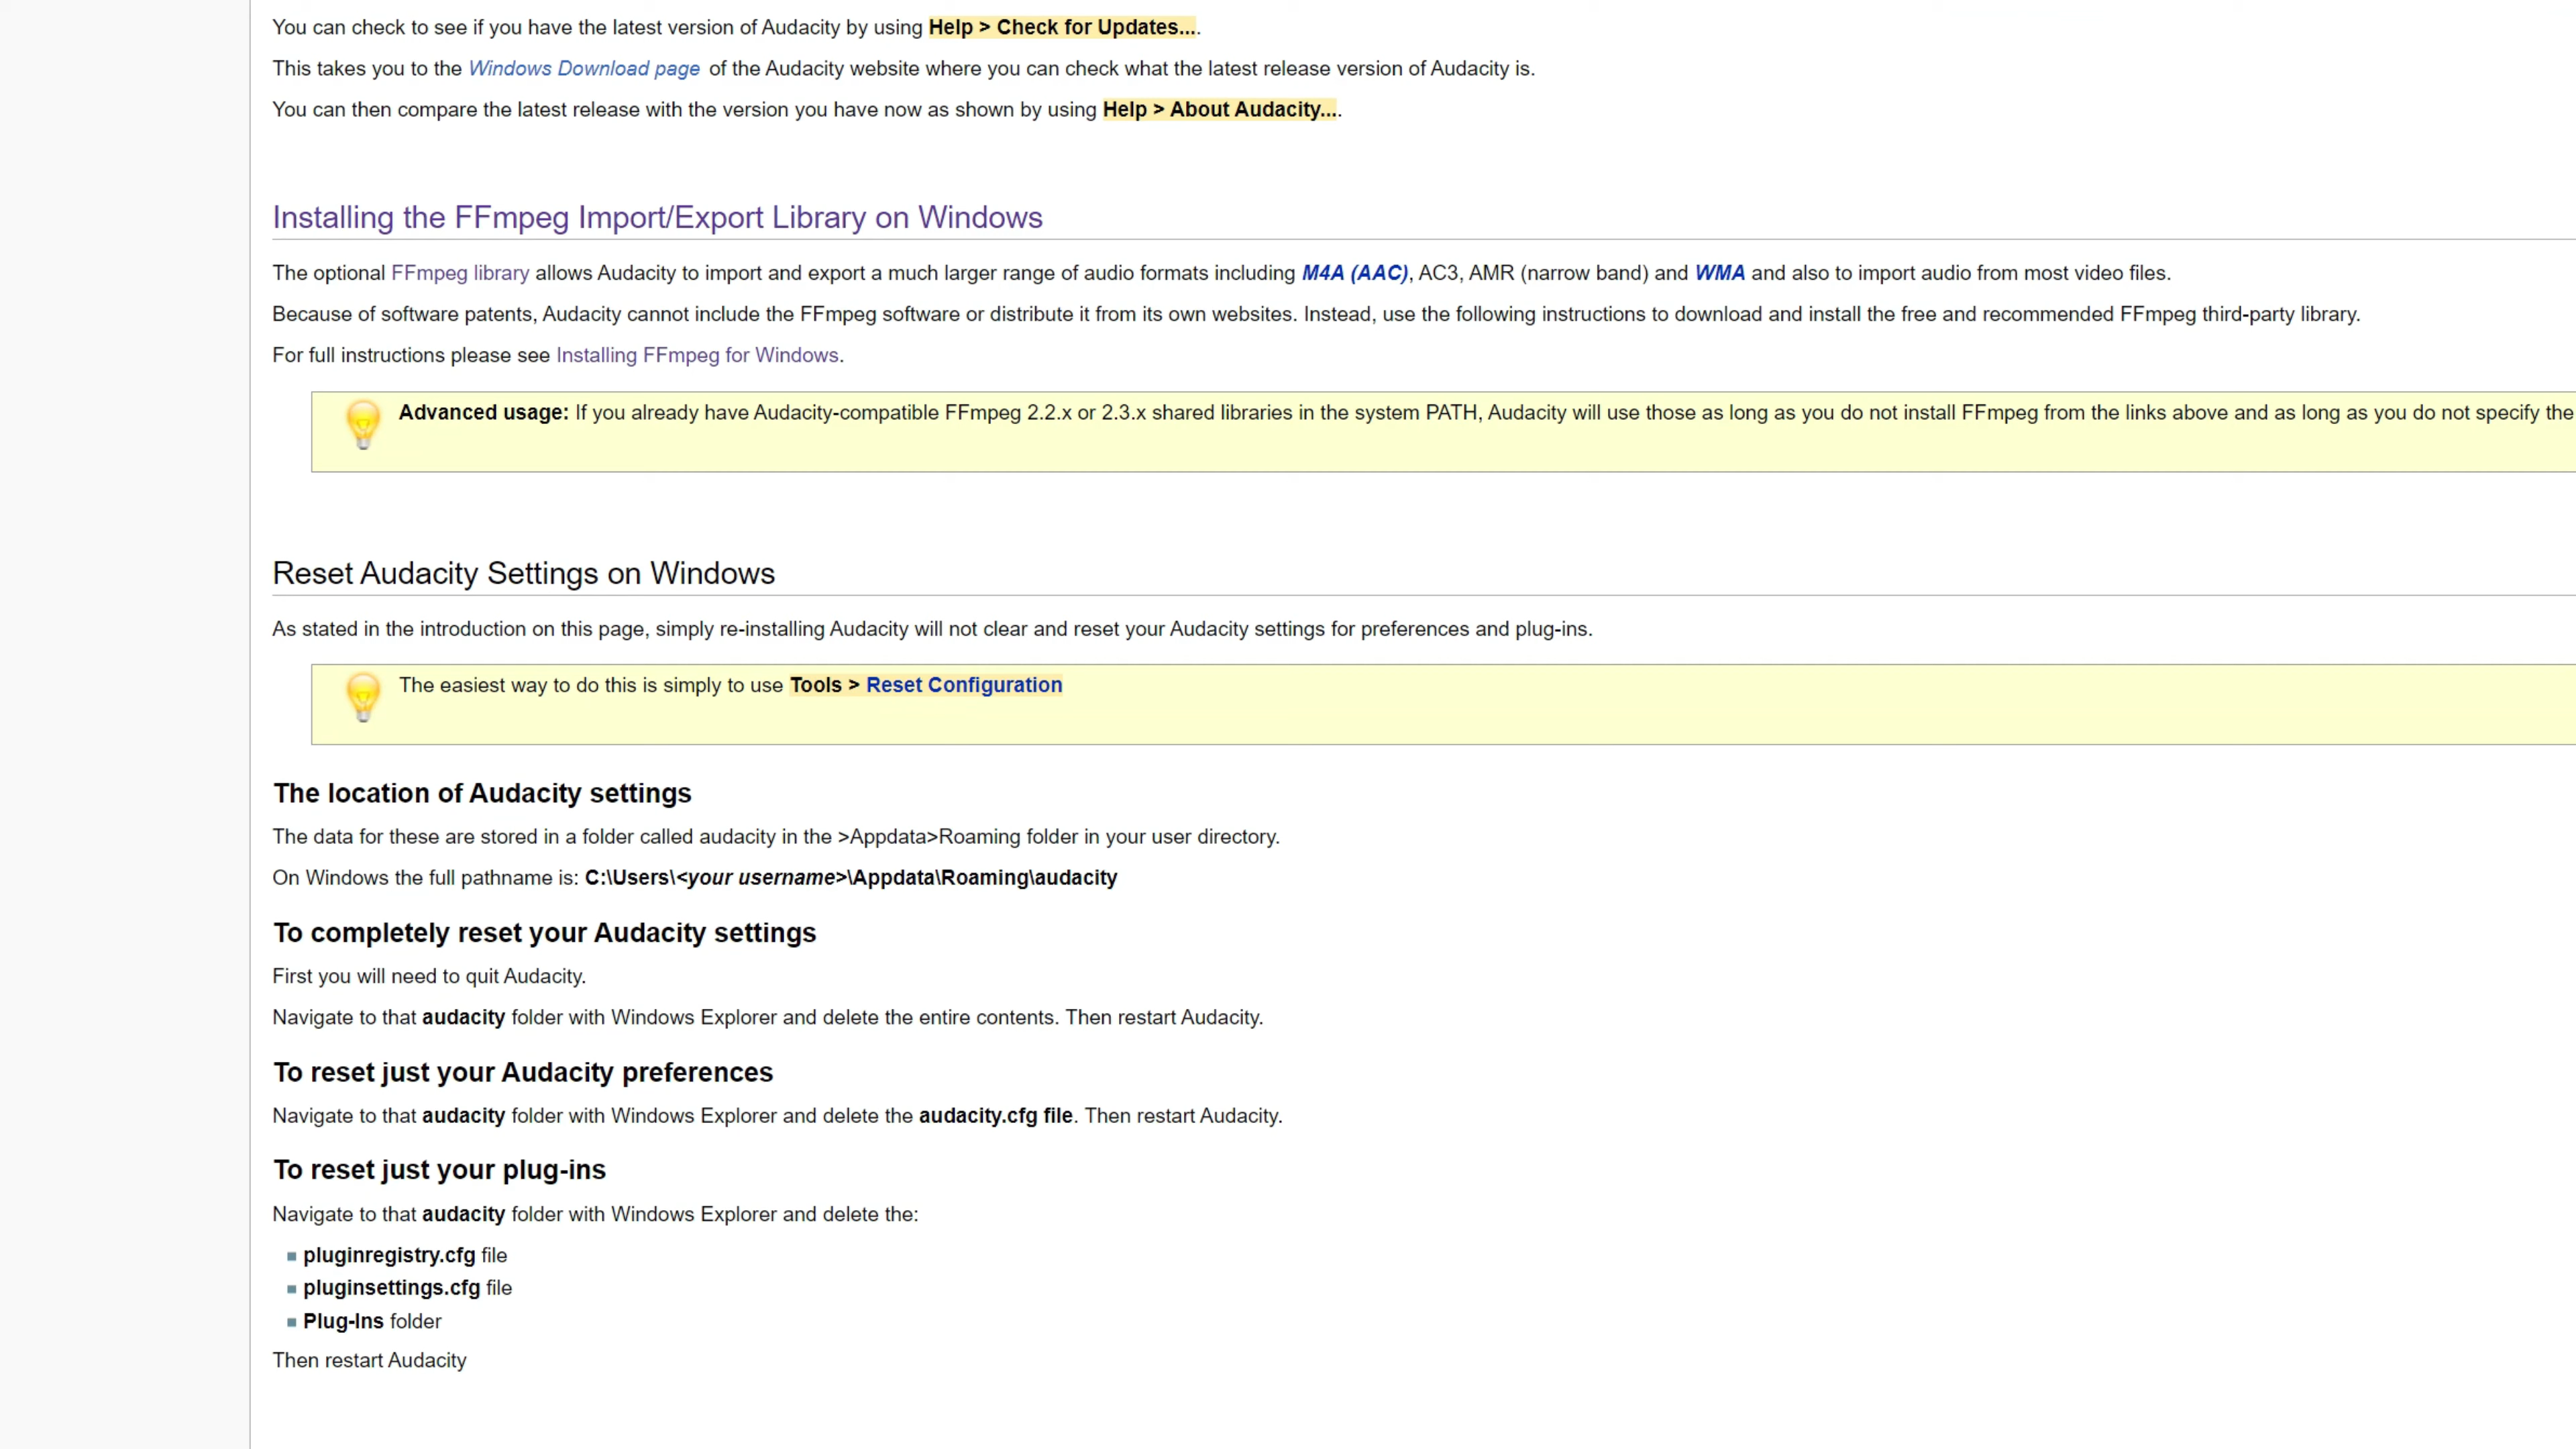 You can check to see if you have the latest version of Audacity by using Help > Check for Updates....
This takes you to the Windows Download page of the Audacity website where you can check what the latest release version of Audacity is.
You can then compare the latest release with the version you have now as shown by using Help > About Audacity....
Installing the FFmpeg Import/Export Library on Windows
The optional FFmpeg library allows Audacity to import and export a much larger range of audio formats including M4A (AAC), AC3, AMR (narrow band) and WMA and also to import audio from most video files.
Because of software patents, Audacity cannot include the FFmpeg software or distribute it from its own websites. Instead, use the following instructions to download and install the free and recommended FFmpeg third-party library.
For full instructions please see Installing FFmpeg for Windows.
Advanced usage: If you already have Audacity-compatible FFmpeg 2.2.x or 2.3.x shared libraries in the system PATH, Audacity will use those as long as you do not install FFmpeg from the links above and as long as you do not specify the
Reset Audacity Settings on Windows
As stated in the introduction on this page, simply re-installing Audacity will not clear and reset your Audacity settings for preferences and plug-ins.
The easiest way to do this is simply to use Tools > Reset Configuration
The location of Audacity settings
The data for these are stored in a folder called audacity in the >Appdata>Roaming folder in your user directory.
On Windows the full pathname is: C:\Users\<your username>\Appdata\Roaming\audacity
To completely reset your Audacity settings
First you will need to quit Audacity.
Navigate to that audacity folder with Windows Explorer and delete the entire contents. Then restart Audacity.
To reset just your Audacity preferences
Navigate to that audacity folder with Windows Explorer and delete the audacity.cfg file. Then restart Audacity.
To reset just your plug-ins
Navigate to that audacity folder with Windows Explorer and delete the:
pluginregistry.cfg file
pluginsettings.cfg file
Plug-Ins folder
Then restart Audacity